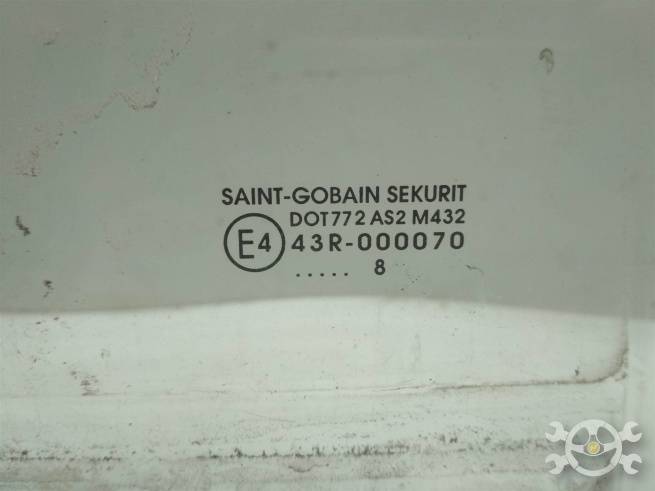 SAINT-GOBAIN SEKURIT
DOT772 AS2 M432
E4 43R-000070
..... 8